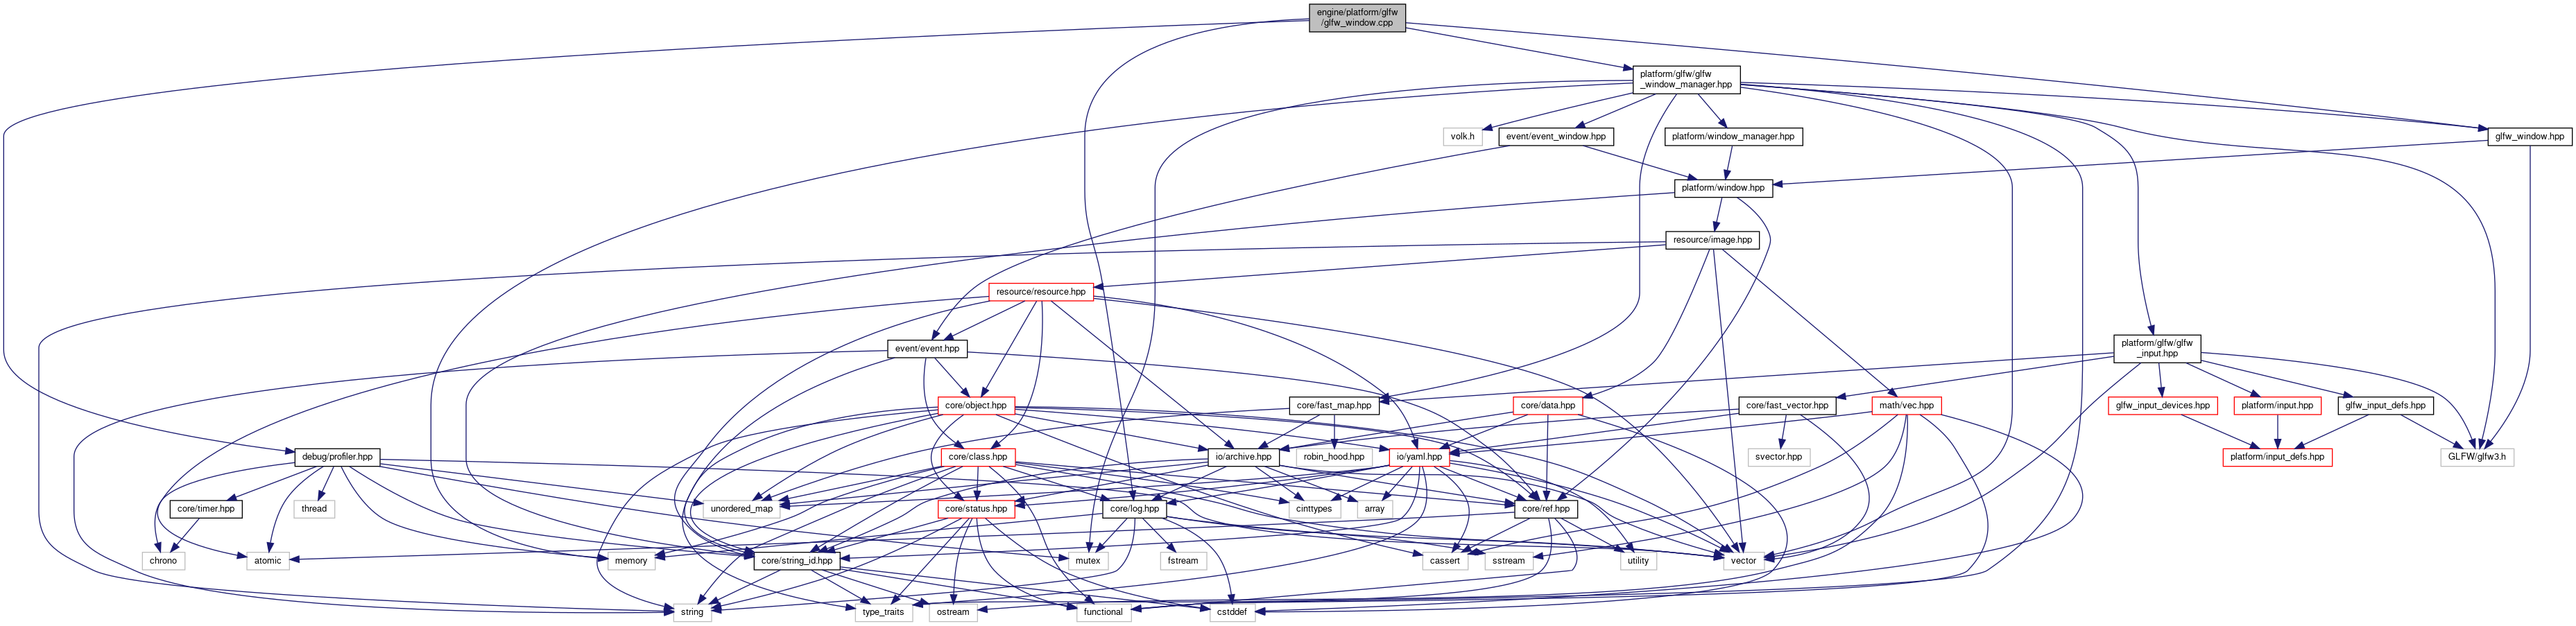 engine/platform/glfw
/glfw_window.cpp
platform/glfw/glfw
_window_manager.hpp
volk.h
event/event_window.hpp
platform/window_manager.hpp
glfw_window.hpp
platform/window.hpp
resource/image.hpp
resource/resource.hpp
event/event.hpp
platform/glfw/glfw
_input.hpp
core/object.hpp
core/fast_map.hpp
core/data.hpp
core/fast_vector.hpp
math/vec.hpp
glfw_input_devices.hpp
platform/input.hpp
glfw_input_defs.hpp
debug/profiler.hpp
core/class.hpp
io/archive.hpp
robin_hood.hpp
io/yaml.hpp
svector.hpp
platform/input_defs.hpp
GLFW/glfw3.h
core/timer.hpp
thread
unordered_map
core/status.hpp
core/log.hpp
cinttypes
array
core/ref.hpp
chrono
atomic
memory
core/string_id.hpp
mutex
fstream
cassert
sstream
utility
vector
string
type_traits
ostream
functional
cstddef